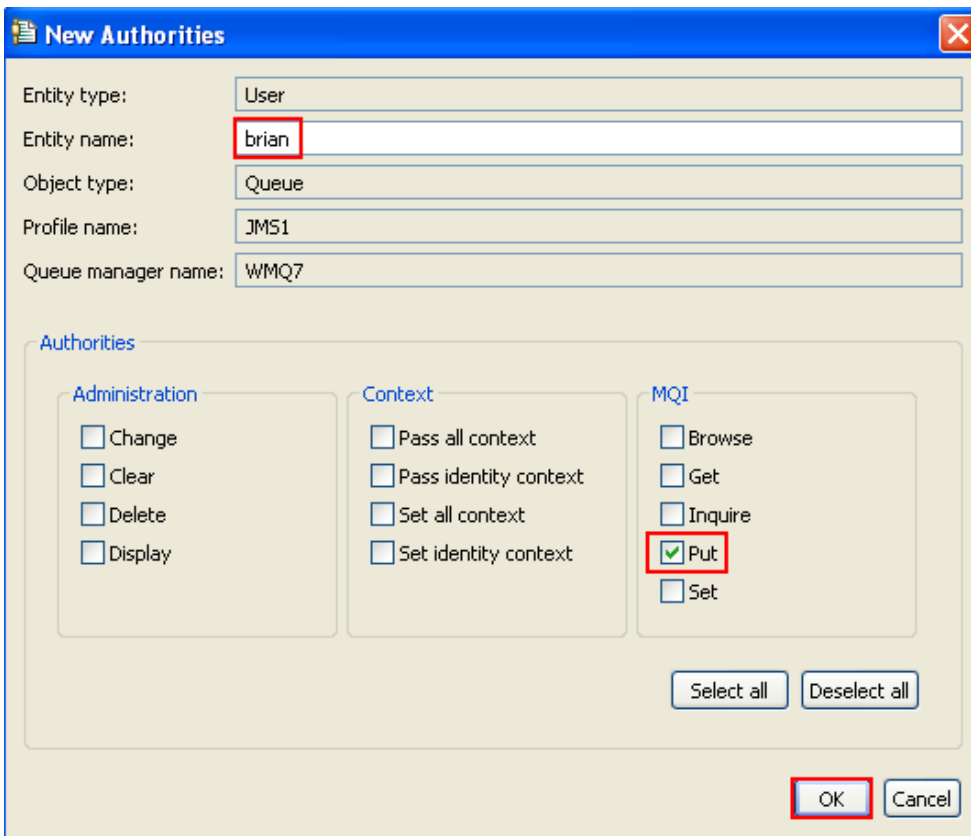 New Authorities
Entity type: User
Entity name: brian
Object type: Queue
Profile name: JMS1
Queue manager name: WMQ7
Authorities
Administration
Change
Clear
Delete
Display
Context
Pass all context
Pass identity context
Set all context
Set identity context
MQI
Browse
Get
Inquire
Put
Set
Select all Deselect all
OK Cancel